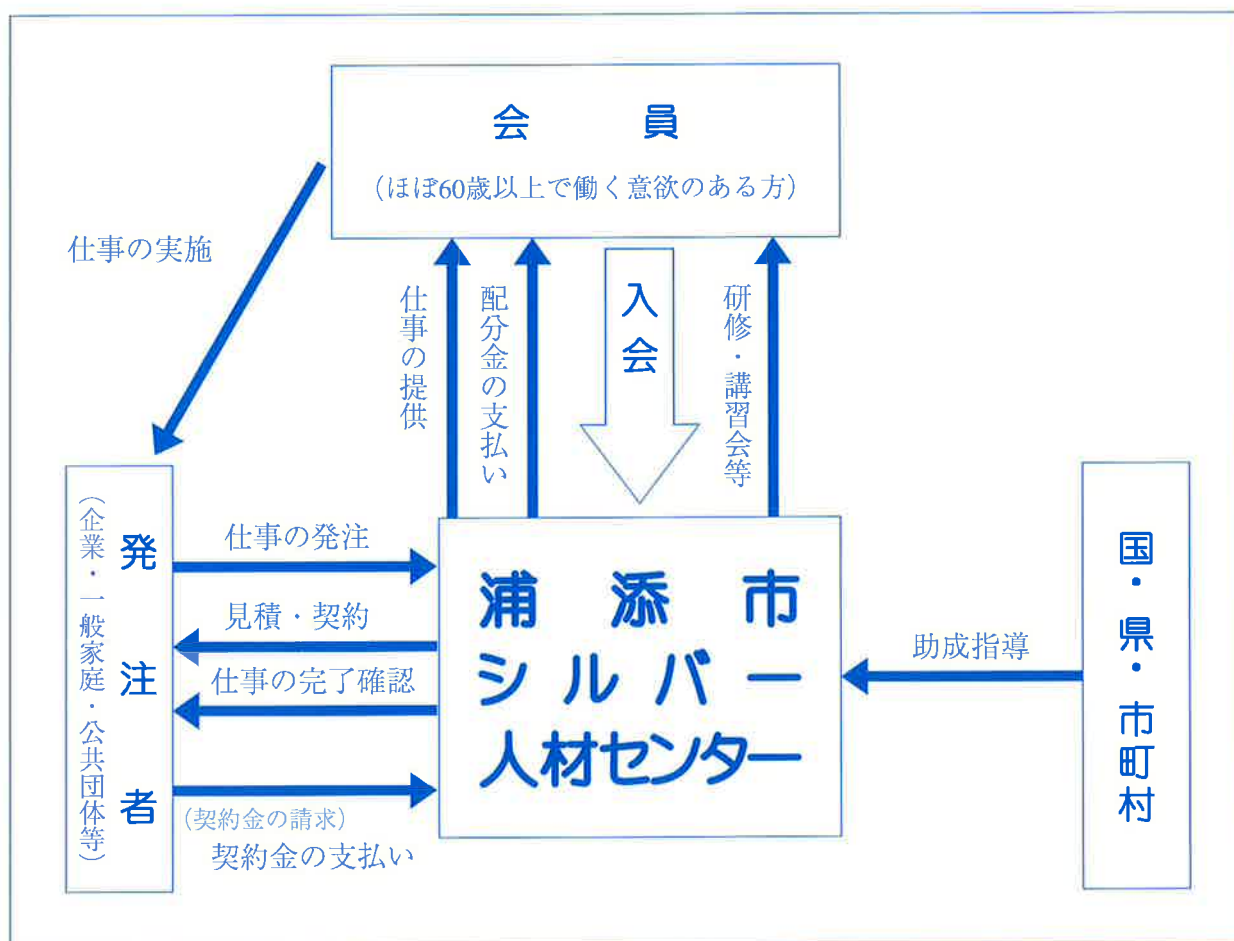 会員
（ほぼ60歳以上で働く意欲のある方）
仕事の実施
仕事の提供
配分金の支払い
入会
研修・講習会等
発注者
（企業・一般家庭・公共団体等）
仕事の発注
見積・契約
仕事の完了確認
（契約金の請求）
契約金の支払い
浦添市
シルバー
人材センター
助成指導
国・県・市町村